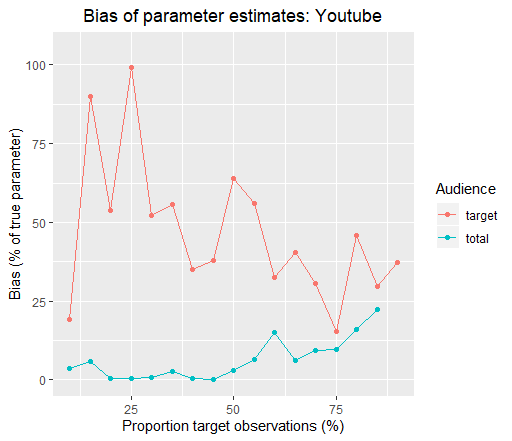 Bias of parameter estimates: Youtube
100
75
50
25
0
Bias (% of true parameter)
25
50
75
Proportion target observations (%)
Audience
target
total